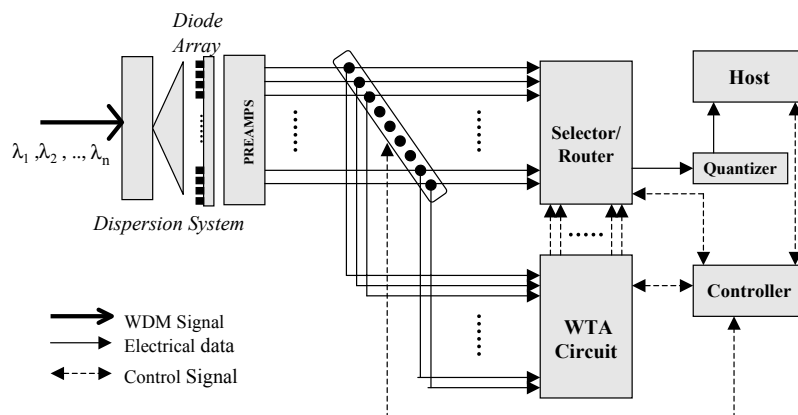 Diode
Array
Host
PREAMPS
Selector/
Router
λ1 ,λ2 , .., λn
Quantizer
Dispersion System
Controller
WTA
Circuit
WDM Signal
Electrical data
Control Signal